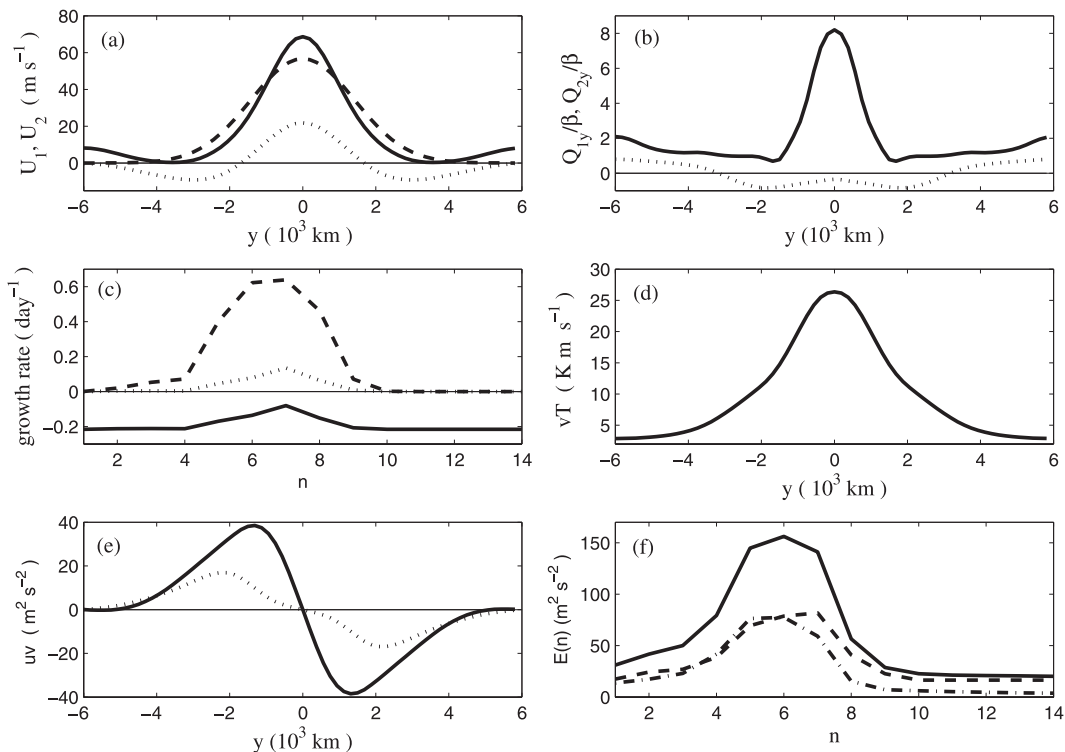 (a)
U₁, U₂ ( m s⁻¹ )
80
60
40
20
0
−6 −4 −2 0 2 4 6
y ( 10³ km )
(b)
Q₁y/β, Q₂y/β
8
6
4
2
0
−6 −4 −2 0 2 4 6
y ( 10³ km )
(c)
growth rate ( day⁻¹ )
0.6
0.4
0.2
0
−0.2
2 4 6 8 10 12 14
n
(d)
vT ( K m s⁻¹ )
30
25
20
15
10
5
−6 −4 −2 0 2 4 6
y ( 10³ km )
(e)
uv ( m² s⁻² )
40
20
0
−20
−40
−6 −4 −2 0 2 4 6
y ( 10³ km )
(f)
E(n) (m² s⁻²)
150
100
50
0
2 4 6 8 10 12 14
n